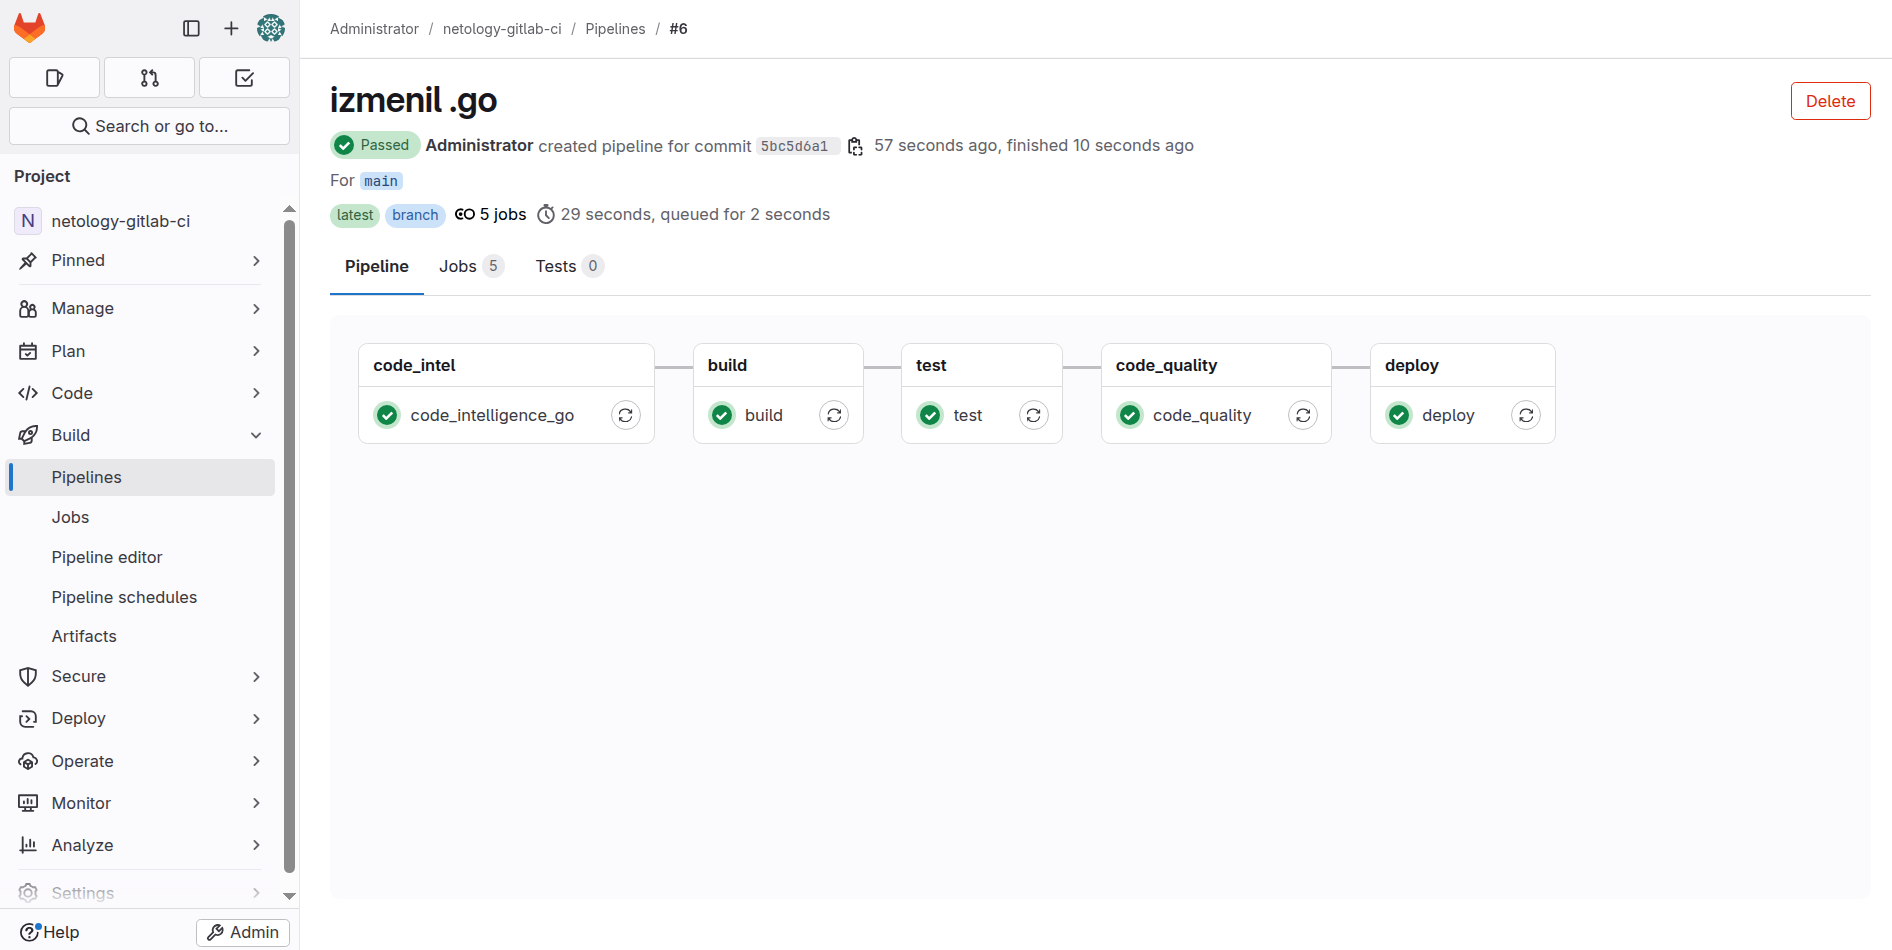 Administrator / netology-gitlab-ci / Pipelines / #6
Search or go to...
Project
N netology-gitlab-ci
Pinned
Manage
Plan
Code
Build
Pipelines
Jobs
Pipeline editor
Pipeline schedules
Artifacts
Secure
Deploy
Operate
Monitor
Analyze
Settings
Help
Admin
izmenil .go
Delete
Passed Administrator created pipeline for commit 5bc5d6a1 57 seconds ago, finished 10 seconds ago
For main
latest branch 5 jobs 29 seconds, queued for 2 seconds
Pipeline Jobs 5 Tests 0
code_intel
code_intelligence_go
build
build
test
test
code_quality
code_quality
deploy
deploy